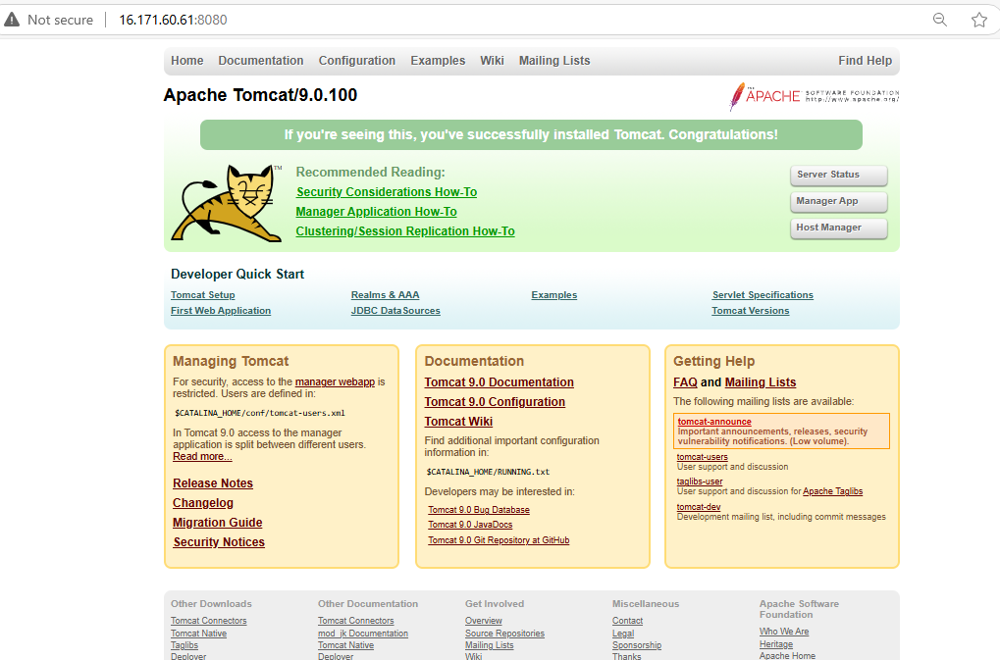 Not secure 16.171.60.61:8080
Home Documentation Configuration Examples Wiki Mailing Lists Find Help
Apache Tomcat/9.0.100
THE APACHE SOFTWARE FOUNDATION
http://www.apache.org/
If you're seeing this, you've successfully installed Tomcat. Congratulations!
TM
Recommended Reading:
Security Considerations How-To
Manager Application How-To
Clustering/Session Replication How-To
Server Status
Manager App
Host Manager
Developer Quick Start
Tomcat Setup
First Web Application
Realms & AAA
JDBC DataSources
Examples
Servlet Specifications
Tomcat Versions
Managing Tomcat
For security, access to the manager webapp is
restricted. Users are defined in:
$CATALINA_HOME/conf/tomcat-users.xml
In Tomcat 9.0 access to the manager
application is split between different users.
Read more...
Release Notes
Changelog
Migration Guide
Security Notices
Documentation
Tomcat 9.0 Documentation
Tomcat 9.0 Configuration
Tomcat Wiki
Find additional important configuration
information in:
$CATALINA_HOME/RUNNING.txt
Developers may be interested in:
Tomcat 9.0 Bug Database
Tomcat 9.0 JavaDocs
Tomcat 9.0 Git Repository at GitHub
Getting Help
FAQ and Mailing Lists
The following mailing lists are available:
tomcat-announce
Important announcements, releases, security
vulnerability notifications. (Low volume).
tomcat-users
User support and discussion
taglibs-user
User support and discussion for Apache Taglibs
tomcat-dev
Development mailing list, including commit messages
Other Downloads
Tomcat Connectors
Tomcat Native
Taglibs
Deployer
Other Documentation
Tomcat Connectors
mod_jk Documentation
Tomcat Native
Deployer
Get Involved
Overview
Source Repositories
Mailing Lists
Wiki
Miscellaneous
Contact
Legal
Sponsorship
Thanks
Apache Software
Foundation
Who We Are
Heritage
Apache Home